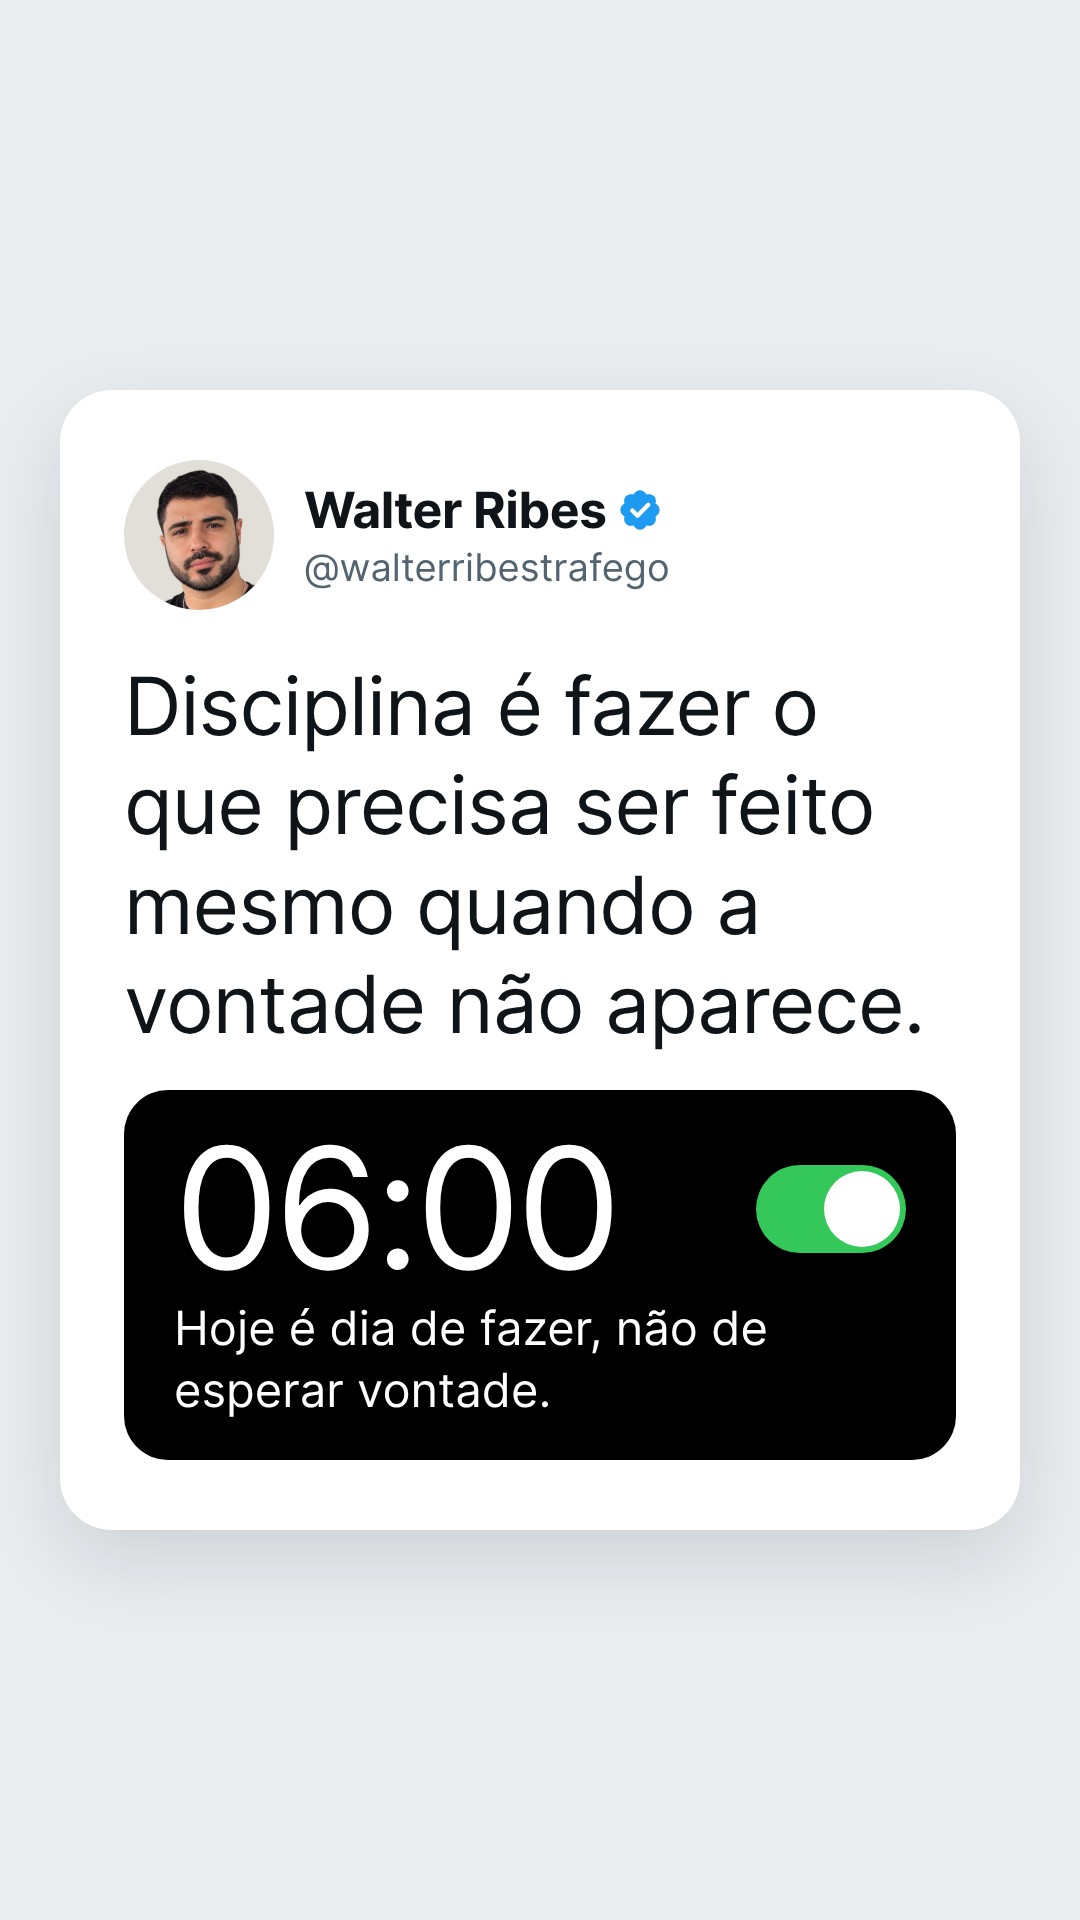 Walter Ribes
@walterribestrafego
Disciplina é fazer o
que precisa ser feito
mesmo quando a
vontade não aparece.
06:00
Hoje é dia de fazer, não de
esperar vontade.